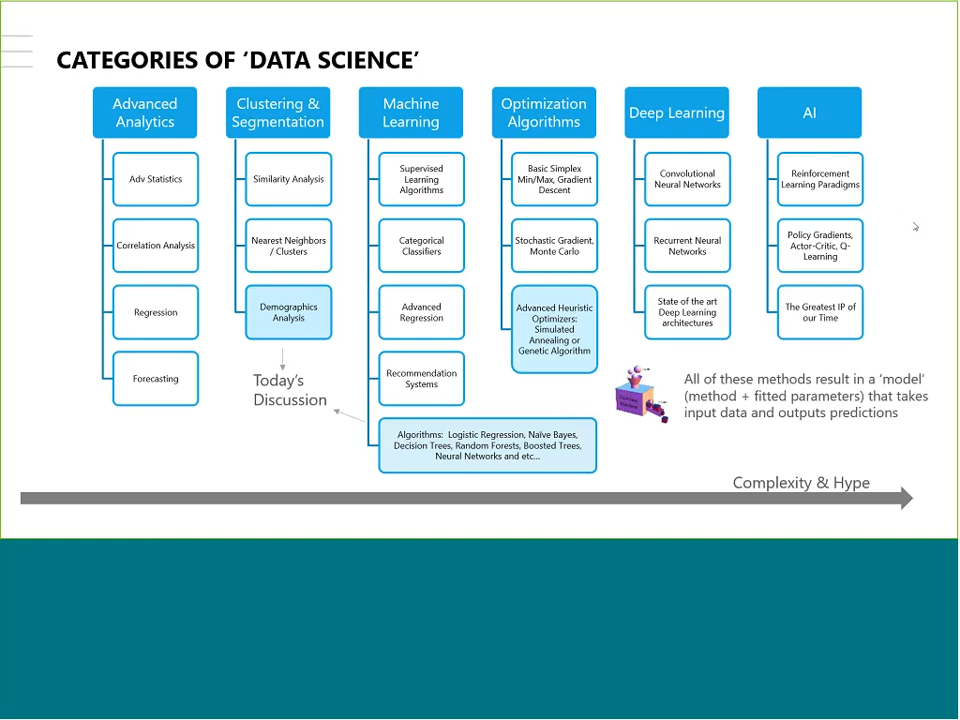 CATEGORIES OF ‘DATA SCIENCE’
Advanced
Analytics
Adv Statistics
Correlation Analysis
Regression
Forecasting
Clustering &
Segmentation
Similarity Analysis
Nearest Neighbors
/ Clusters
Demographics
Analysis
Today’s
Discussion
Machine
Learning
Supervised
Learning
Algorithms
Categorical
Classifiers
Advanced
Regression
Recommendation
Systems
Algorithms: Logistic Regression, Naïve Bayes,
Decision Trees, Random Forests, Boosted Trees,
Neural Networks and etc...
Optimization
Algorithms
Basic Simplex
Min/Max, Gradient
Descent
Stochastic Gradient,
Monte Carlo
Advanced Heuristic
Optimizers:
Simulated
Annealing or
Genetic Algorithm
Deep Learning
Convolutional
Neural Networks
Recurrent Neural
Networks
State of the art
Deep Learning
architectures
AI
Reinforcement
Learning Paradigms
Policy Gradients,
Actor-Critic, Q-
Learning
The Greatest IP of
our Time
All of these methods result in a ‘model’
(method + fitted parameters) that takes
input data and outputs predictions
Complexity & Hype